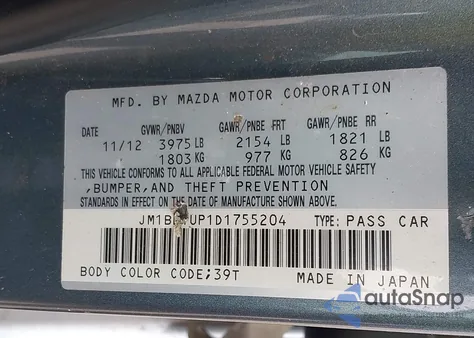 MFD. BY MAZDA MOTOR CORPORATION
DATE GVWR/PNBV GAWR/PNBE FRT GAWR/PNBE RR
11/12 3975 LB 2154 LB 1821 LB
1803 KG 977 KG 826 KG
THIS VEHICLE CONFORMS TO ALL APPLICABLE FEDERAL MOTOR VEHICLE SAFETY
,BUMPER,AND THEFT PREVENTION
STANDARDS IN EFFECT ON THE DATE OF MANUFACTURE SHOWN ABOVE.
TYPE: PASS CAR
BODY COLOR CODE;39T MADE IN JAPAN
autoSnap